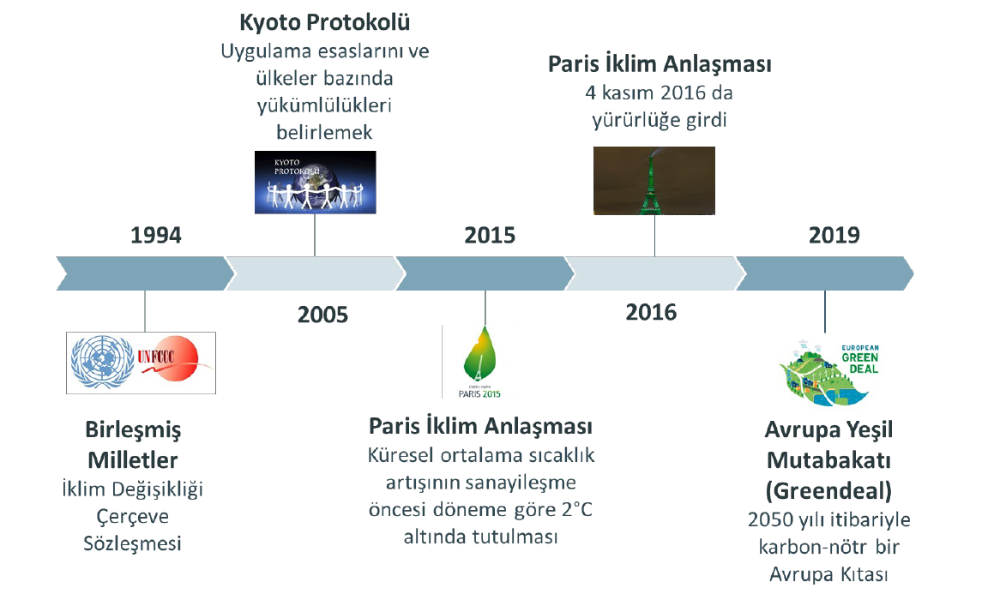 Kyoto Protokolü
Uygulama esaslarını ve
ülkeler bazında
yükümlülükleri
belirlemek
KYOTO
PROTOKOLÜ
Paris İklim Anlaşması
4 kasım 2016 da
yürürlüğe girdi
1994
2015
2019
2005
2016
UNFCCC
Birleşmiş
Milletler
İklim Değişikliği
Çerçeve
Sözleşmesi
PARIS 2015
Paris İklim Anlaşması
Küresel ortalama sıcaklık
artışının sanayileşme
öncesi döneme göre 2°C
altında tutulması
EUROPEAN
GREEN
DEAL
Avrupa Yeşil
Mutabakatı
(Greendeal)
2050 yılı itibariyle
karbon-nötr bir
Avrupa Kıtası